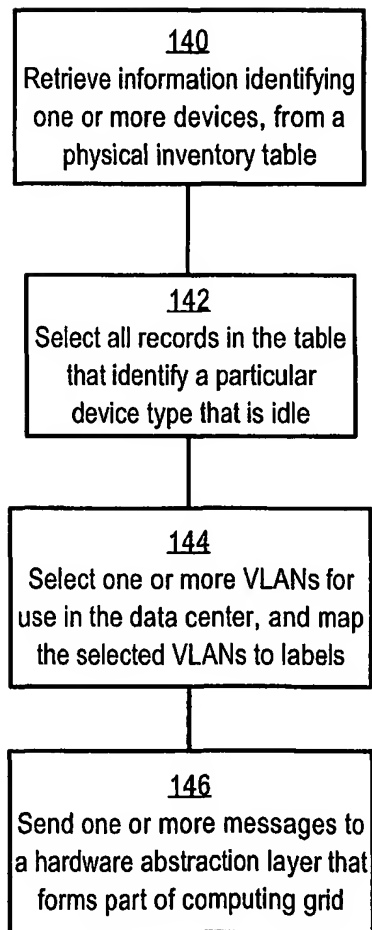 140
Retrieve information identifying
one or more devices, from a
physical inventory table
142
Select all records in the table
that identify a particular
device type that is idle
144
Select one or more VLANs for
use in the data center, and map
the selected VLANs to labels
146
Send one or more messages to
a hardware abstraction layer that
forms part of computing grid